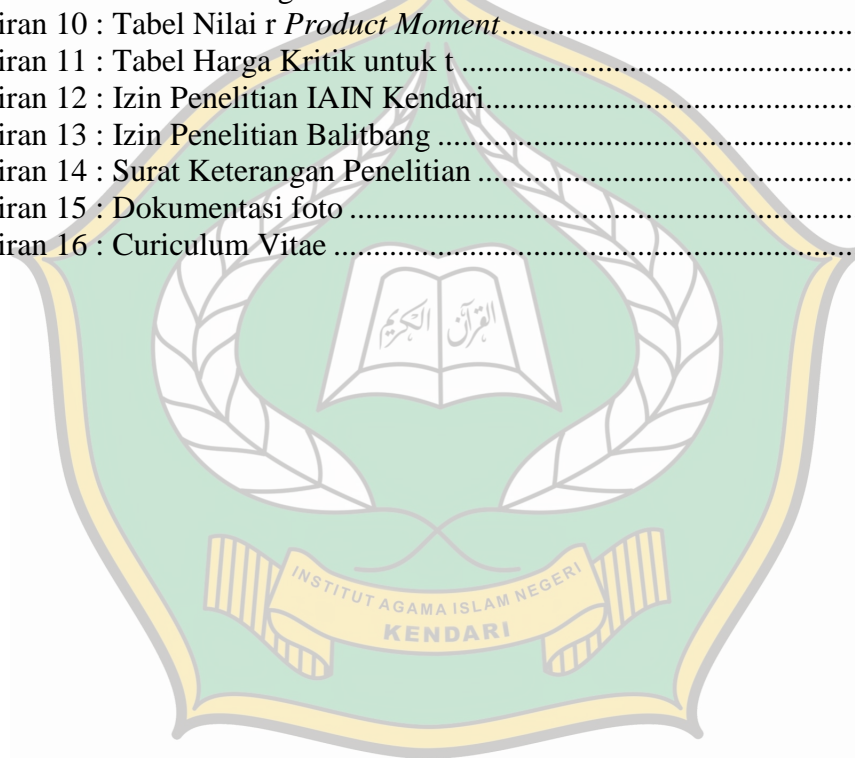 iran 10 : Tabel Nilai r Product Moment.......................................................
iran 11 : Tabel Harga Kritik untuk t .......................................................
iran 12 : Izin Penelitian IAIN Kendari.......................................................
iran 13 : Izin Penelitian Balitbang .......................................................
iran 14 : Surat Keterangan Penelitian .......................................................
iran 15 : Dokumentasi foto .......................................................
iran 16 : Curiculum Vitae .......................................................
القرآن الكريم
INSTITUT AGAMA ISLAM NEGERI
KENDARI